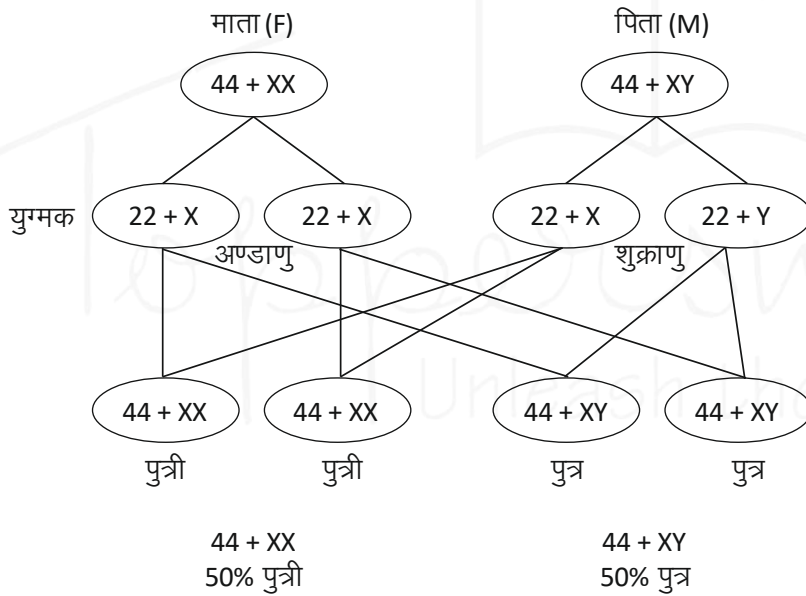 माता (F) पिता (M)
44 + XX 44 + XY
युग्मक 22 + X 22 + X 22 + X 22 + Y
अण्डाणु शुक्राणु
44 + XX 44 + XX 44 + XY 44 + XY
पुत्री पुत्री पुत्र पुत्र
44 + XX 44 + XY
50% पुत्री 50% पुत्र